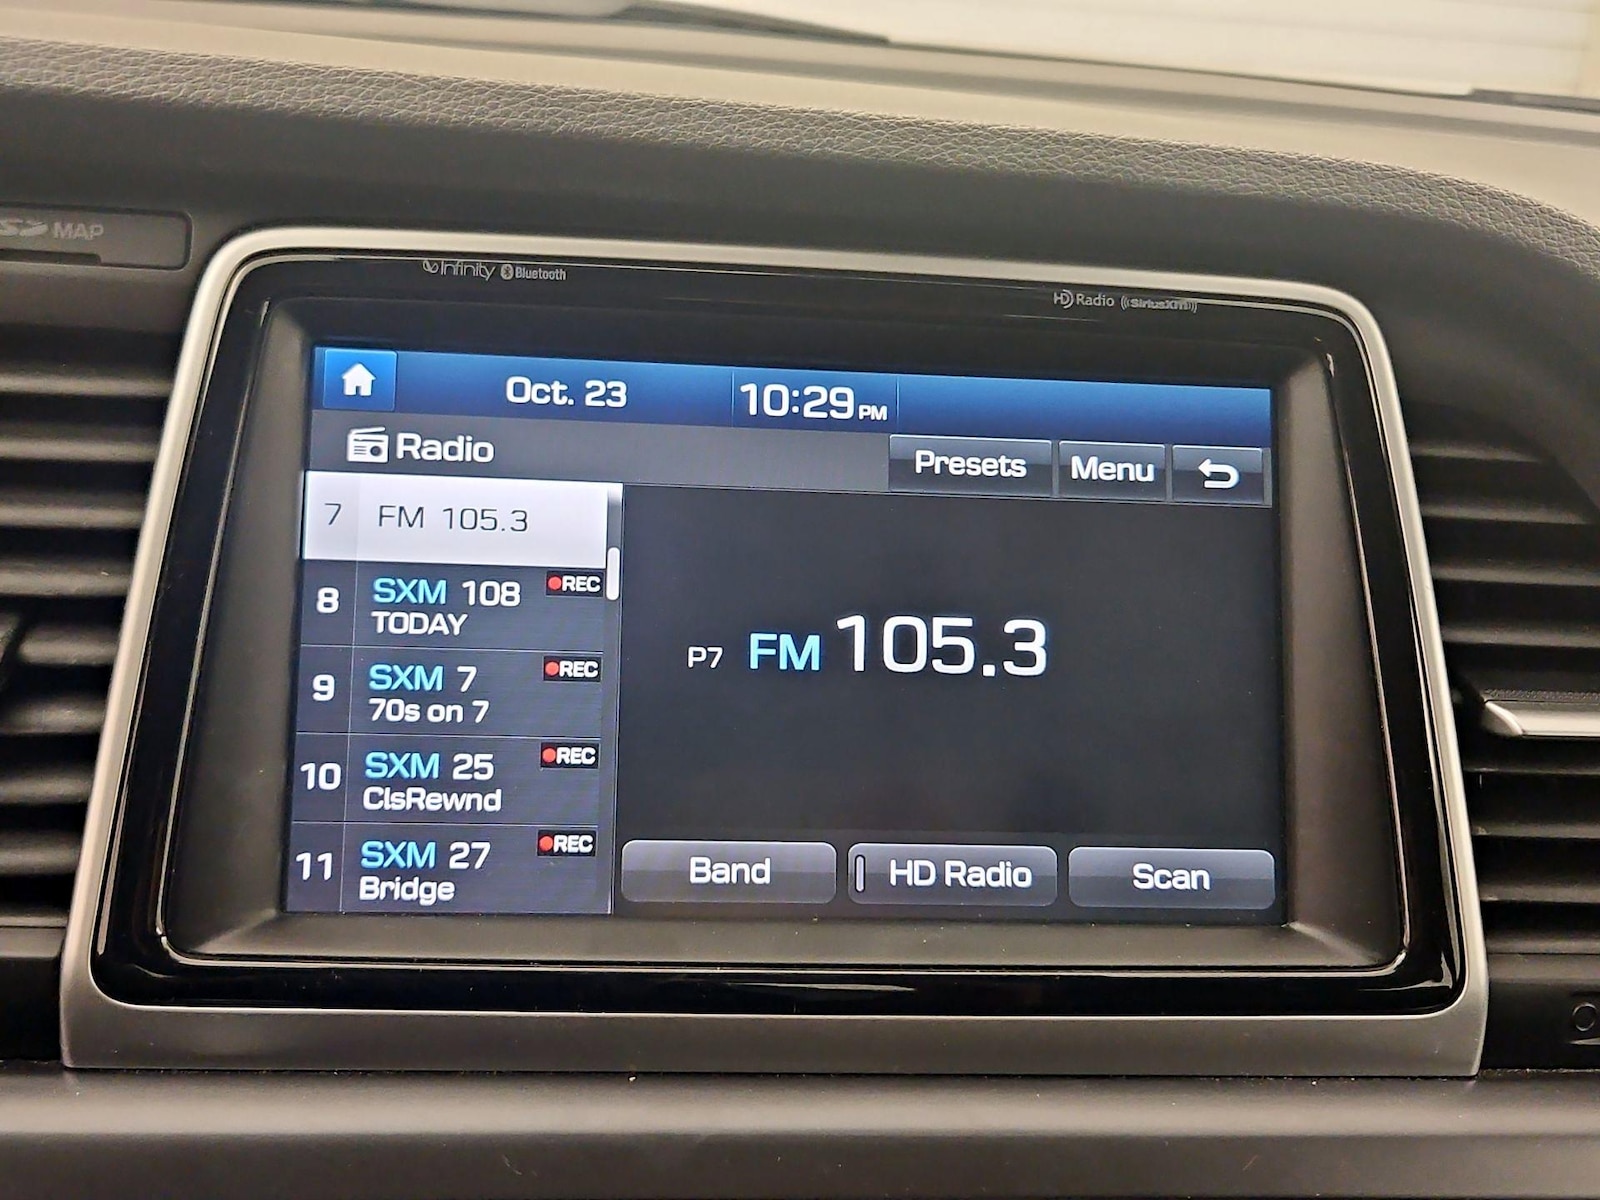 MAP
Infinity Bluetooth
HD Radio SiriusXM
Oct. 23 10:29 PM
Radio
Presets Menu
7 FM 105.3
8 SXM 108 REC
TODAY
9 SXM 7 REC
70s on 7
10 SXM 25 REC
ClsRewnd
11 SXM 27 REC
Bridge
P7 FM 105.3
Band HD Radio Scan